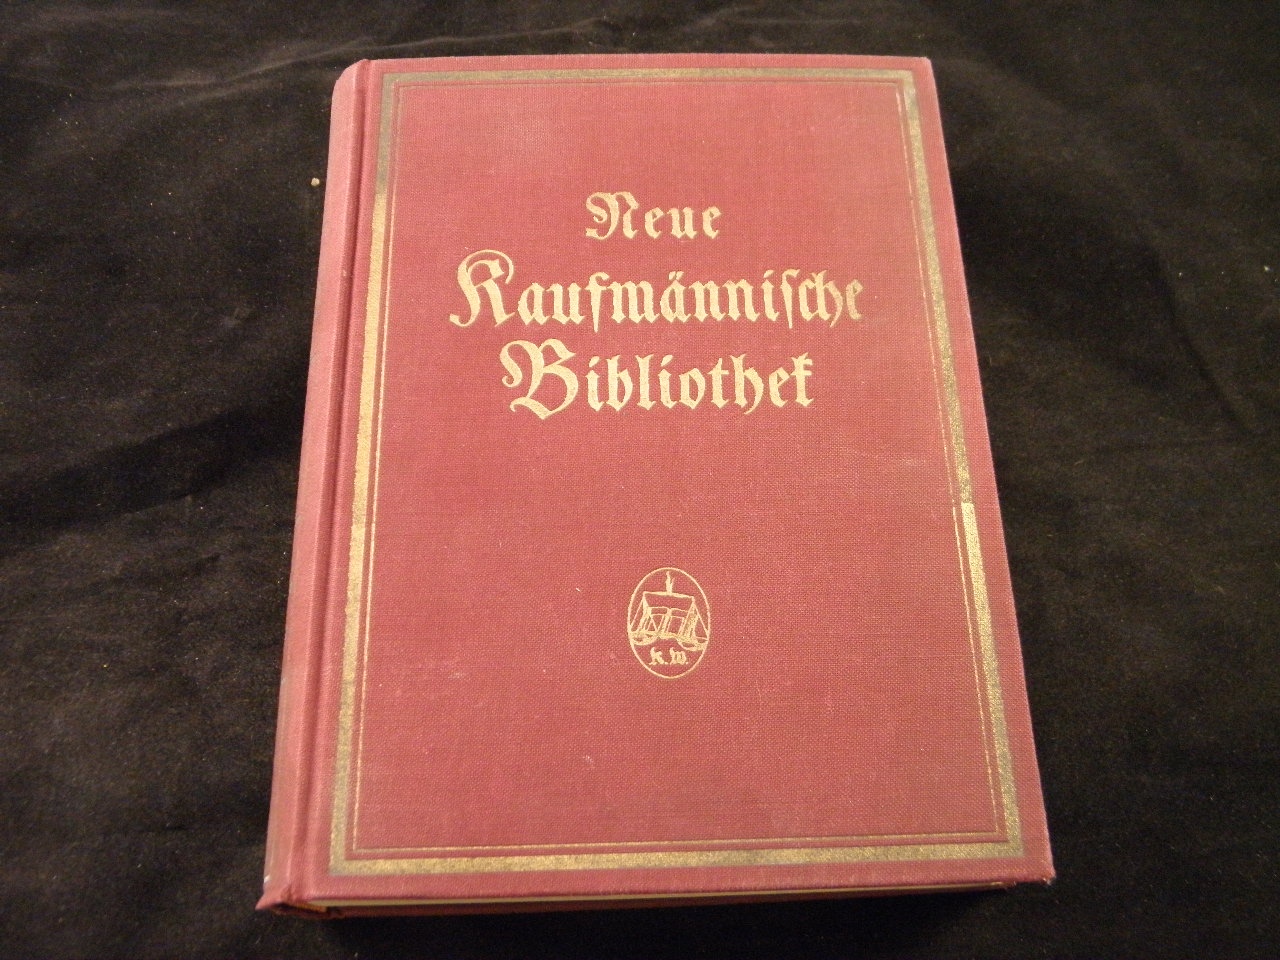 Neue
Kaufmänniſche
Bibliothek
K. W.